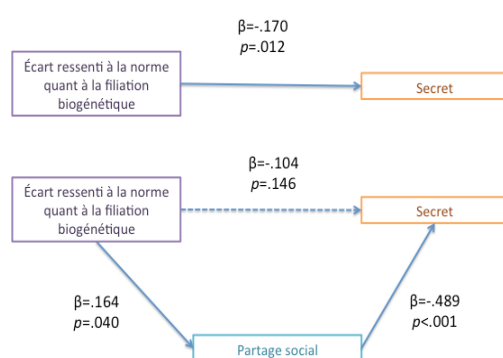 β=-.170
p=.012
Écart ressenti à la norme
quant à la filiation
biogénétique
Secret
β=-.104
p=.146
Écart ressenti à la norme
quant à la filiation
biogénétique
Secret
β=.164
p=.040
β=-.489
p<.001
Partage social